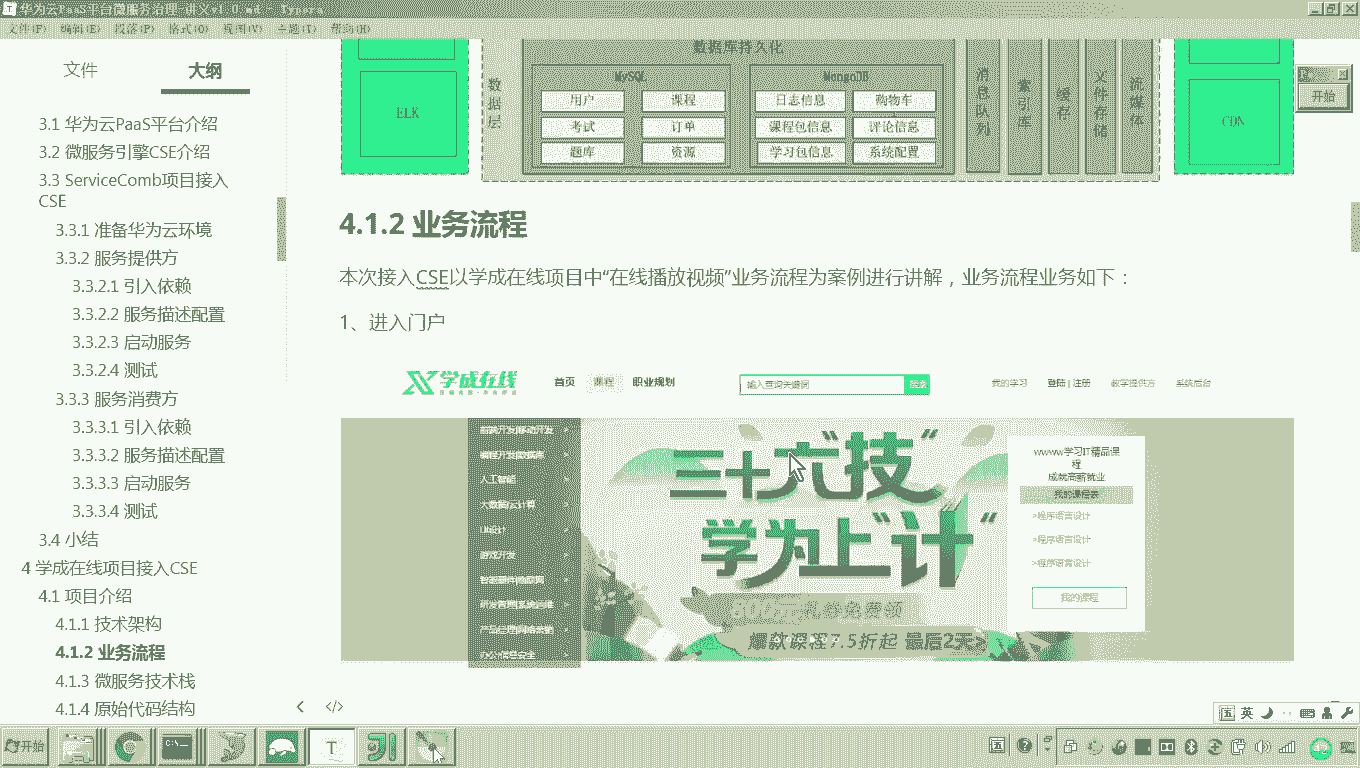 华为云PaaS平台微服务治理-讲义v1.0.md - Typora
文件(F) 编辑(E) 段落(P) 格式(O) 视图(V) 主题(T) 帮助(H)
文件
大纲
3.1 华为云PaaS平台介绍
3.2 微服务引擎CSE介绍
3.3 ServiceComb项目接入
CSE
3.3.1 准备华为云环境
3.3.2 服务提供方
3.3.2.1 引入依赖
3.3.2.2 服务描述配置
3.3.2.3 启动服务
3.3.2.4 测试
3.3.3 服务消费方
3.3.3.1 引入依赖
3.3.3.2 服务描述配置
3.3.3.3 启动服务
3.3.3.4 测试
3.4 小结
4 学成在线项目接入CSE
4.1 项目介绍
4.1.1 技术架构
4.1.2 业务流程
4.1.3 微服务技术栈
4.1.4 原始代码结构
ELK
数据层
数据库持久化
MySQL
用户 课程
考试 订单
题库 资源
MongoDB
日志信息 购物车
课程包信息 评论信息
学习包信息 系统配置
消息队列
索引库
缓存
文件存储
流媒体
CDN
开始
4.1.2 业务流程
本次接入CSE以学成在线项目中“在线播放视频”业务流程为案例进行讲解，业务流程业务如下：
1、进入门户
学成在线
首页 课程 职业规划
输入查询关键词
搜索
我的学习 登陆 | 注册 教学提供方 系统后台
人工智能
大数据/云计算
UI设计
游戏开发
三十六“技”
学为上“计”
爆款课程7.5折起 最后2天
wwww学习IT精品课
程
成就高薪就业
我的课程表
>程序语言设计
>程序语言设计
>程序语言设计
我的课程
英
开始